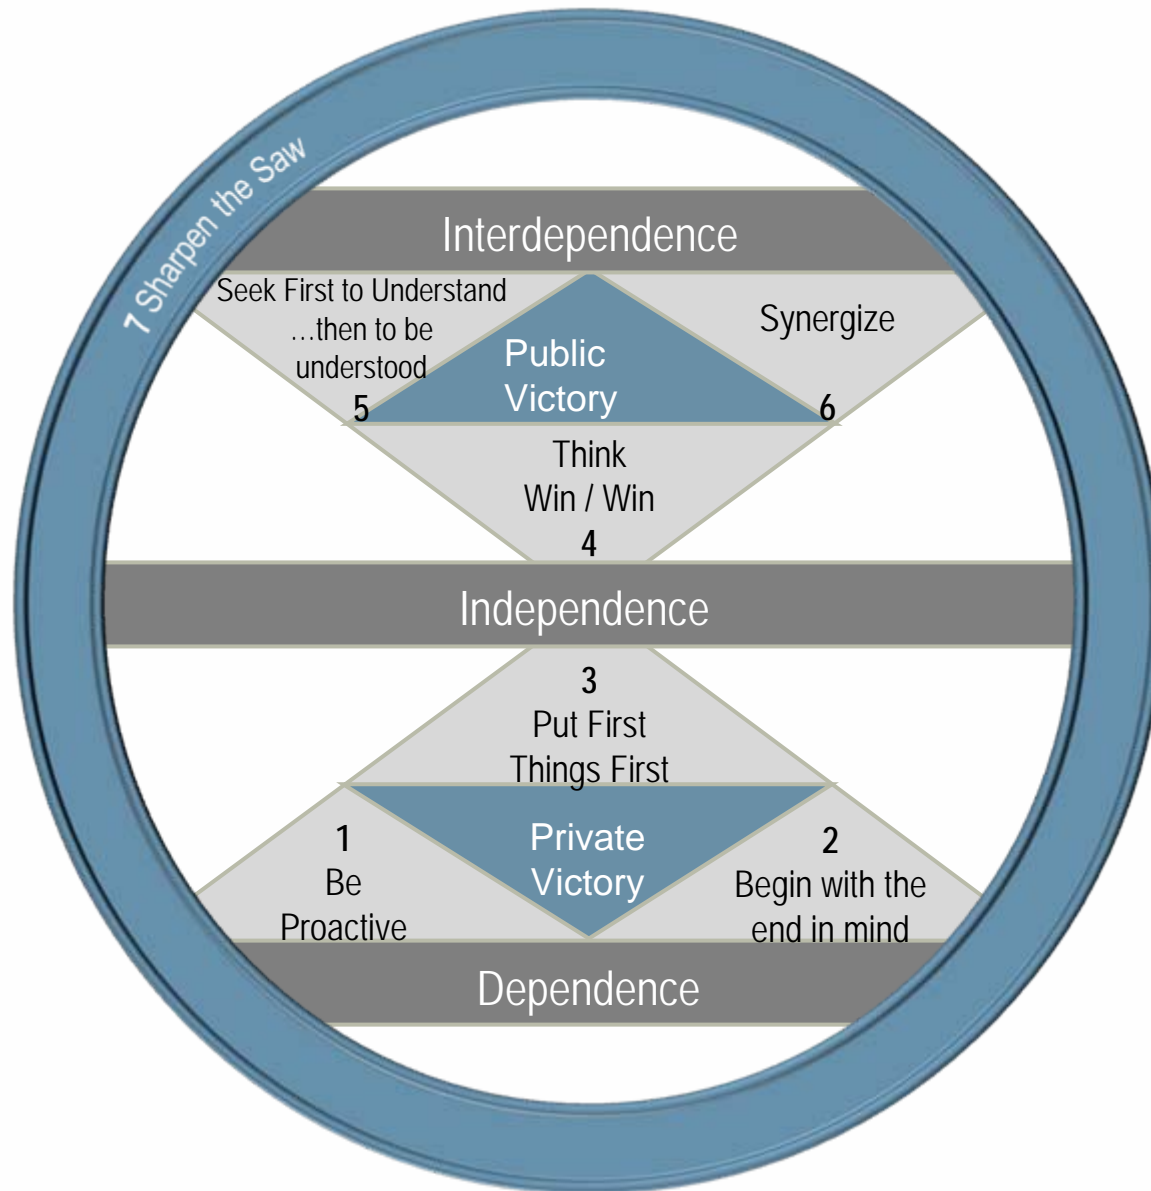 7 Sharpen the Saw
Interdependence
Seek First to Understand
...then to be
understood
5
Public
Victory
Synergize
6
Think
Win / Win
4
Independence
3
Put First
Things First
1
Be
Proactive
Private
Victory
2
Begin with the
end in mind
Dependence